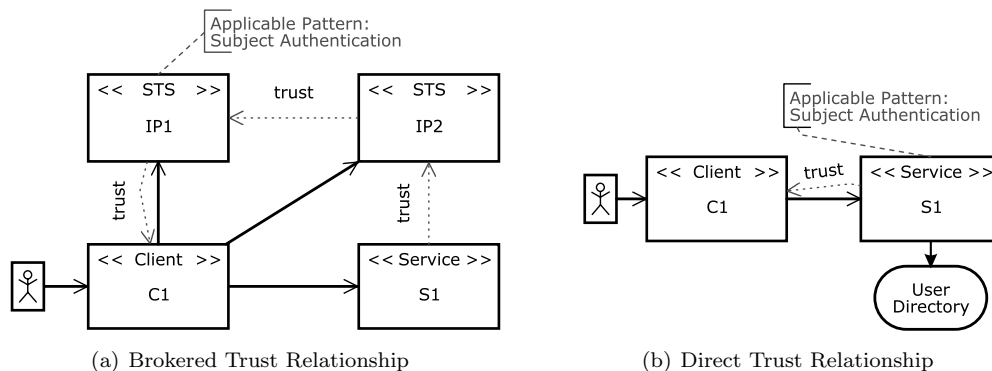 Applicable Pattern:
Subject Authentication
<< STS >>
IP1
trust
<< STS >>
IP2
trust
trust
<< Client >>
C1
<< Service >>
S1
(a) Brokered Trust Relationship
Applicable Pattern:
Subject Authentication
<< Client >>
C1
trust
<< Service >>
S1
User
Directory
(b) Direct Trust Relationship